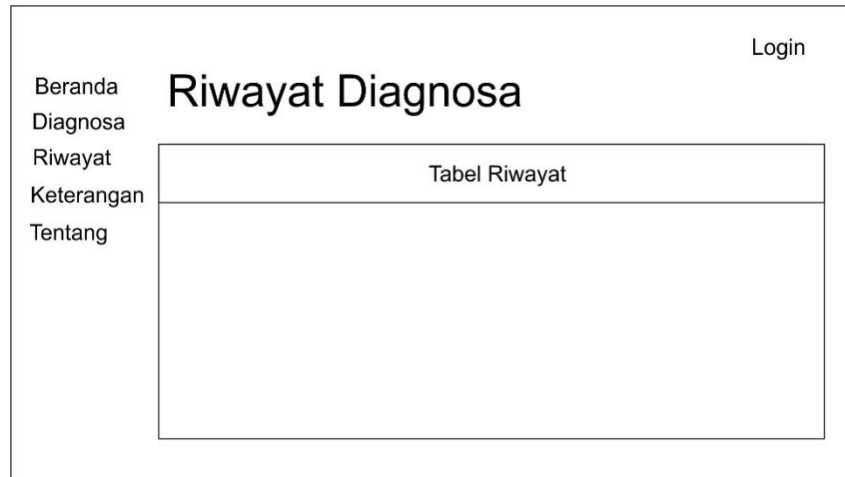 Login
Beranda
Diagnosa
Riwayat
Keterangan
Tentang
Riwayat Diagnosa
Tabel Riwayat